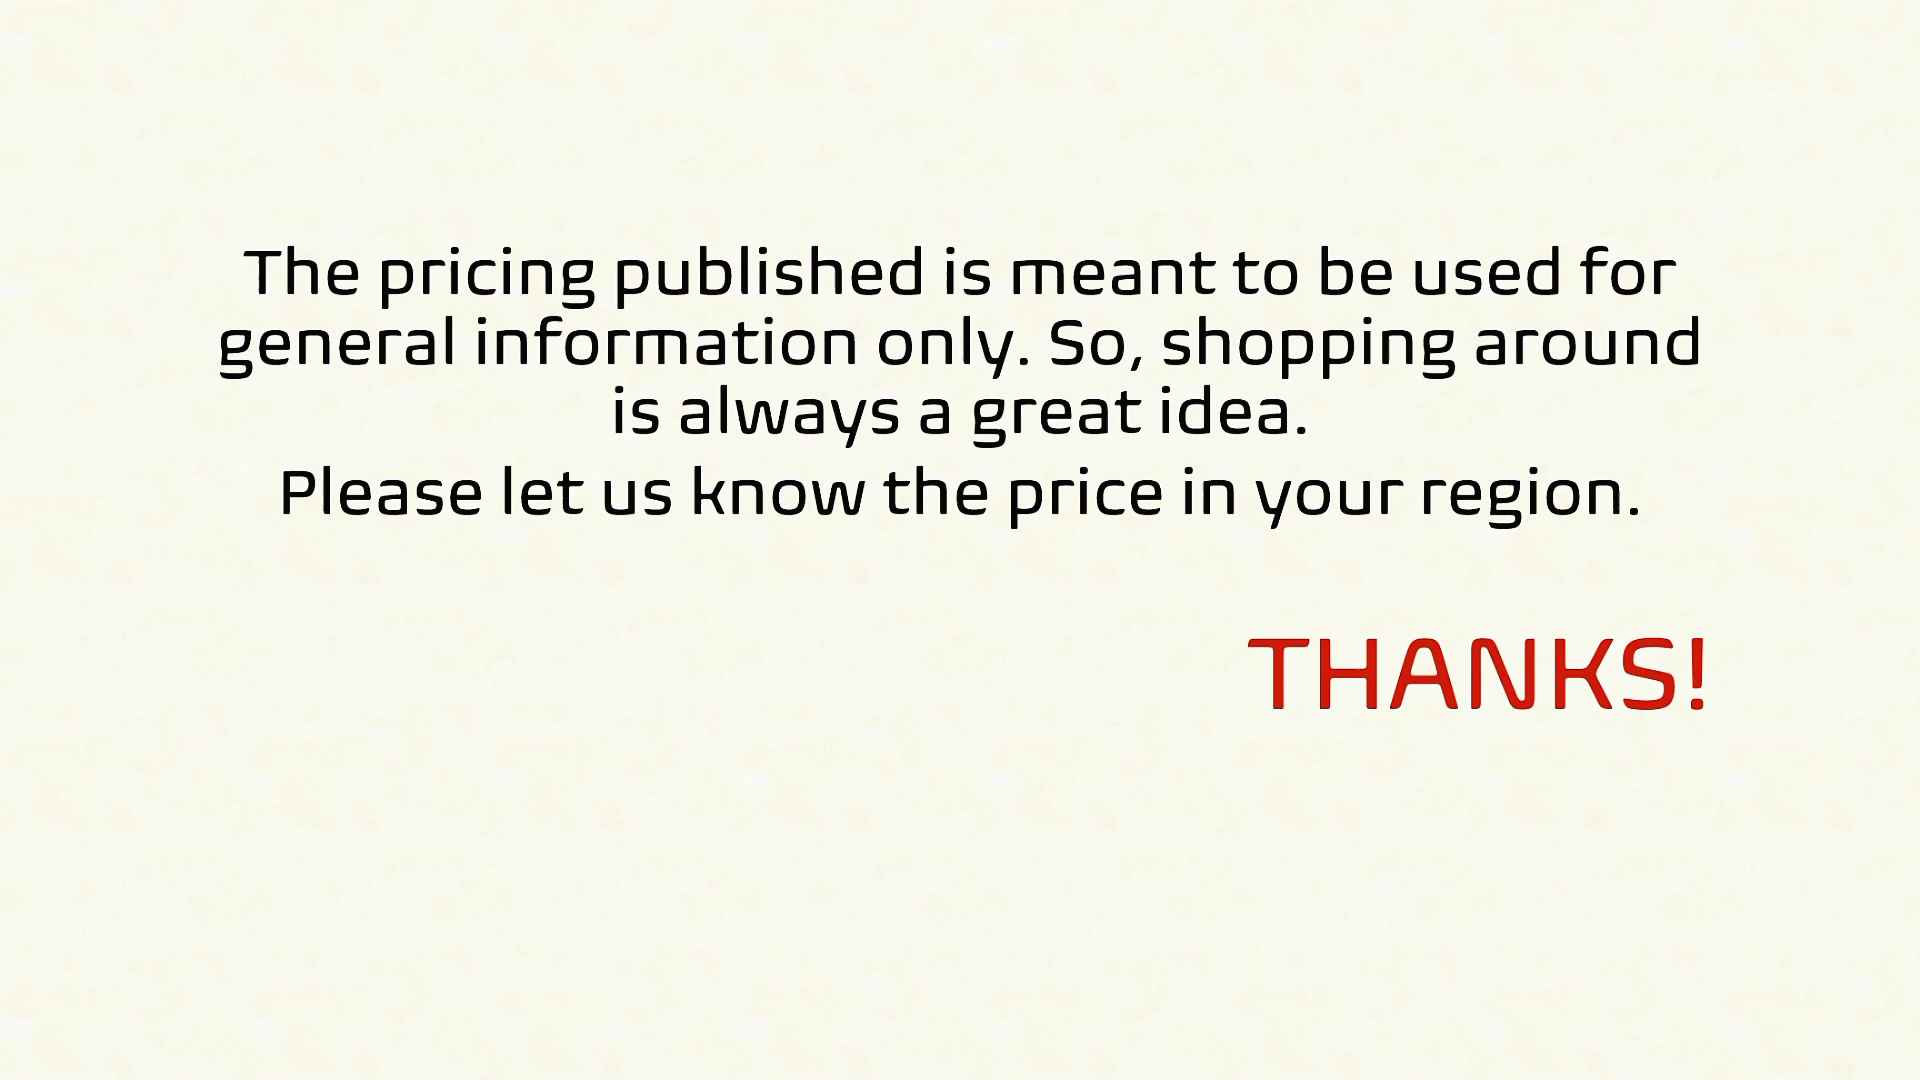 The pricing published is meant to be used for
general information only. So, shopping around
is always a great idea.
Please let us know the price in your region.
THANKS!